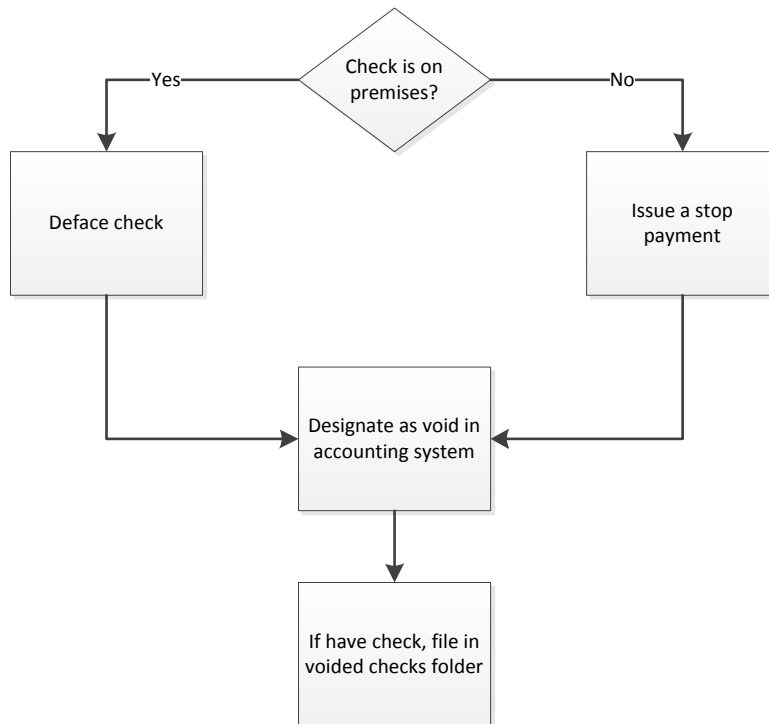 Check is on
premises?
Yes
No
Deface check
Issue a stop
payment
Designate as void in
accounting system
If have check, file in
voided checks folder